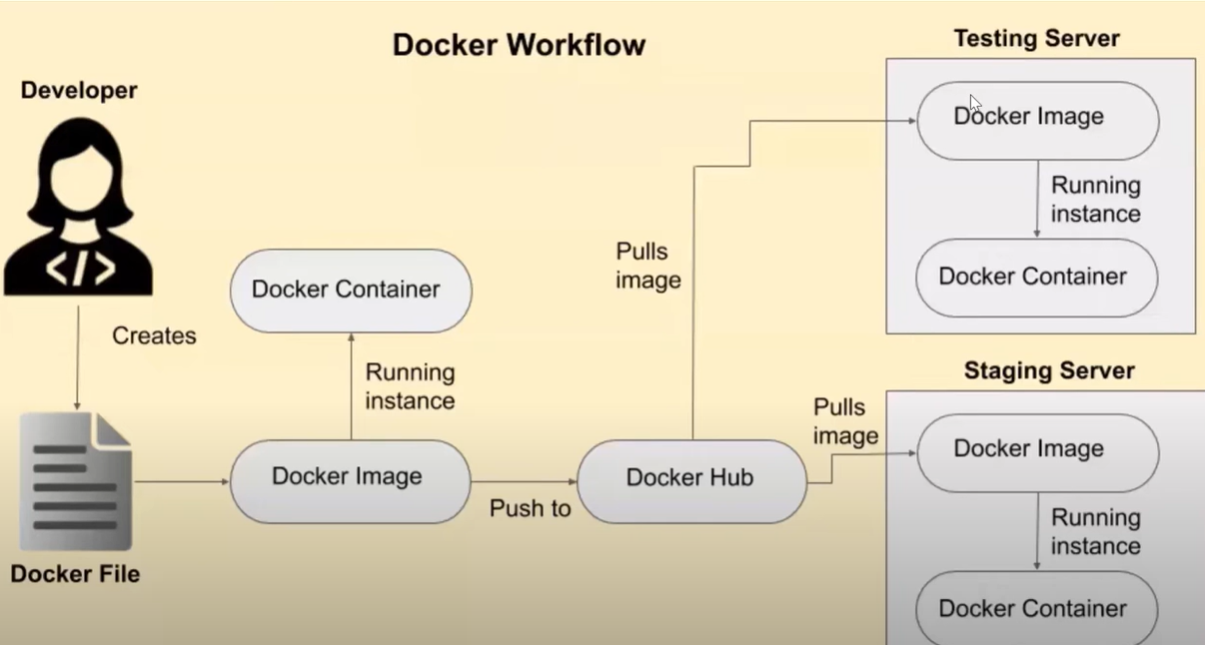 Docker Workflow
Developer
</>
Creates
Docker File
Docker Container
Running
instance
Docker Image
Push to
Docker Hub
Pulls
image
Pulls
image
Testing Server
Docker Image
Running
instance
Docker Container
Staging Server
Docker Image
Running
instance
Docker Container